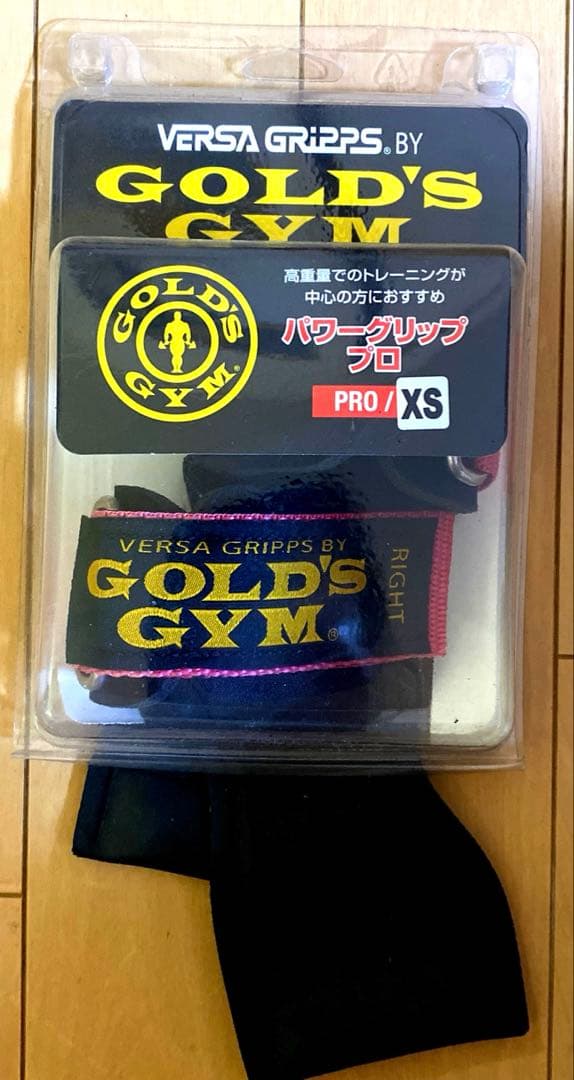 VERSA GRIPPS® BY
GOLD'S
GYM
GOLD'S
GYM®
高重量でのトレーニングが
中心の方におすすめ
パワーグリップ
プロ
PRO / XS
VERSA GRIPPS BY
GOLD'S
GYM®
RIGHT